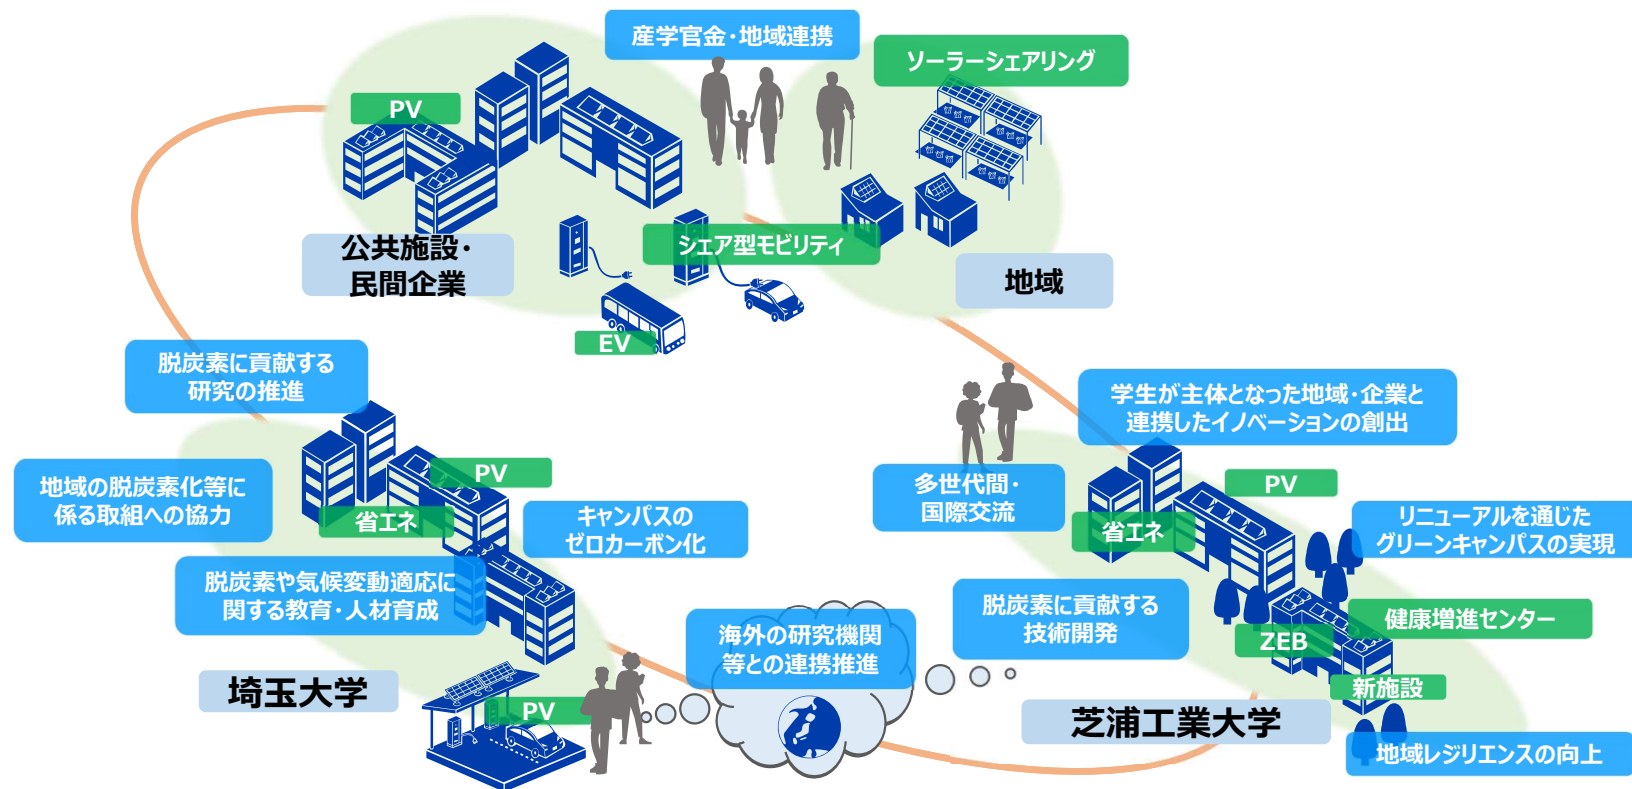 産学官金・地域連携
ソーラーシェアリング
PV
公共施設・
民間企業
シェア型モビリティ
地域
EV
脱炭素に貢献する
研究の推進
学生が主体となった地域・企業と
連携したイノベーションの創出
PV
地域の脱炭素化等に
係る取組への協力
省エネ
キャンパスの
ゼロカーボン化
多世代間・
国際交流
PV
省エネ
リニューアルを通じた
グリーンキャンパスの実現
脱炭素や気候変動適応に
関する教育・人材育成
脱炭素に貢献する
技術開発
健康増進センター
ZEB
海外の研究機関
等との連携推進
新施設
埼玉大学
PV
芝浦工業大学
地域レジリエンスの向上